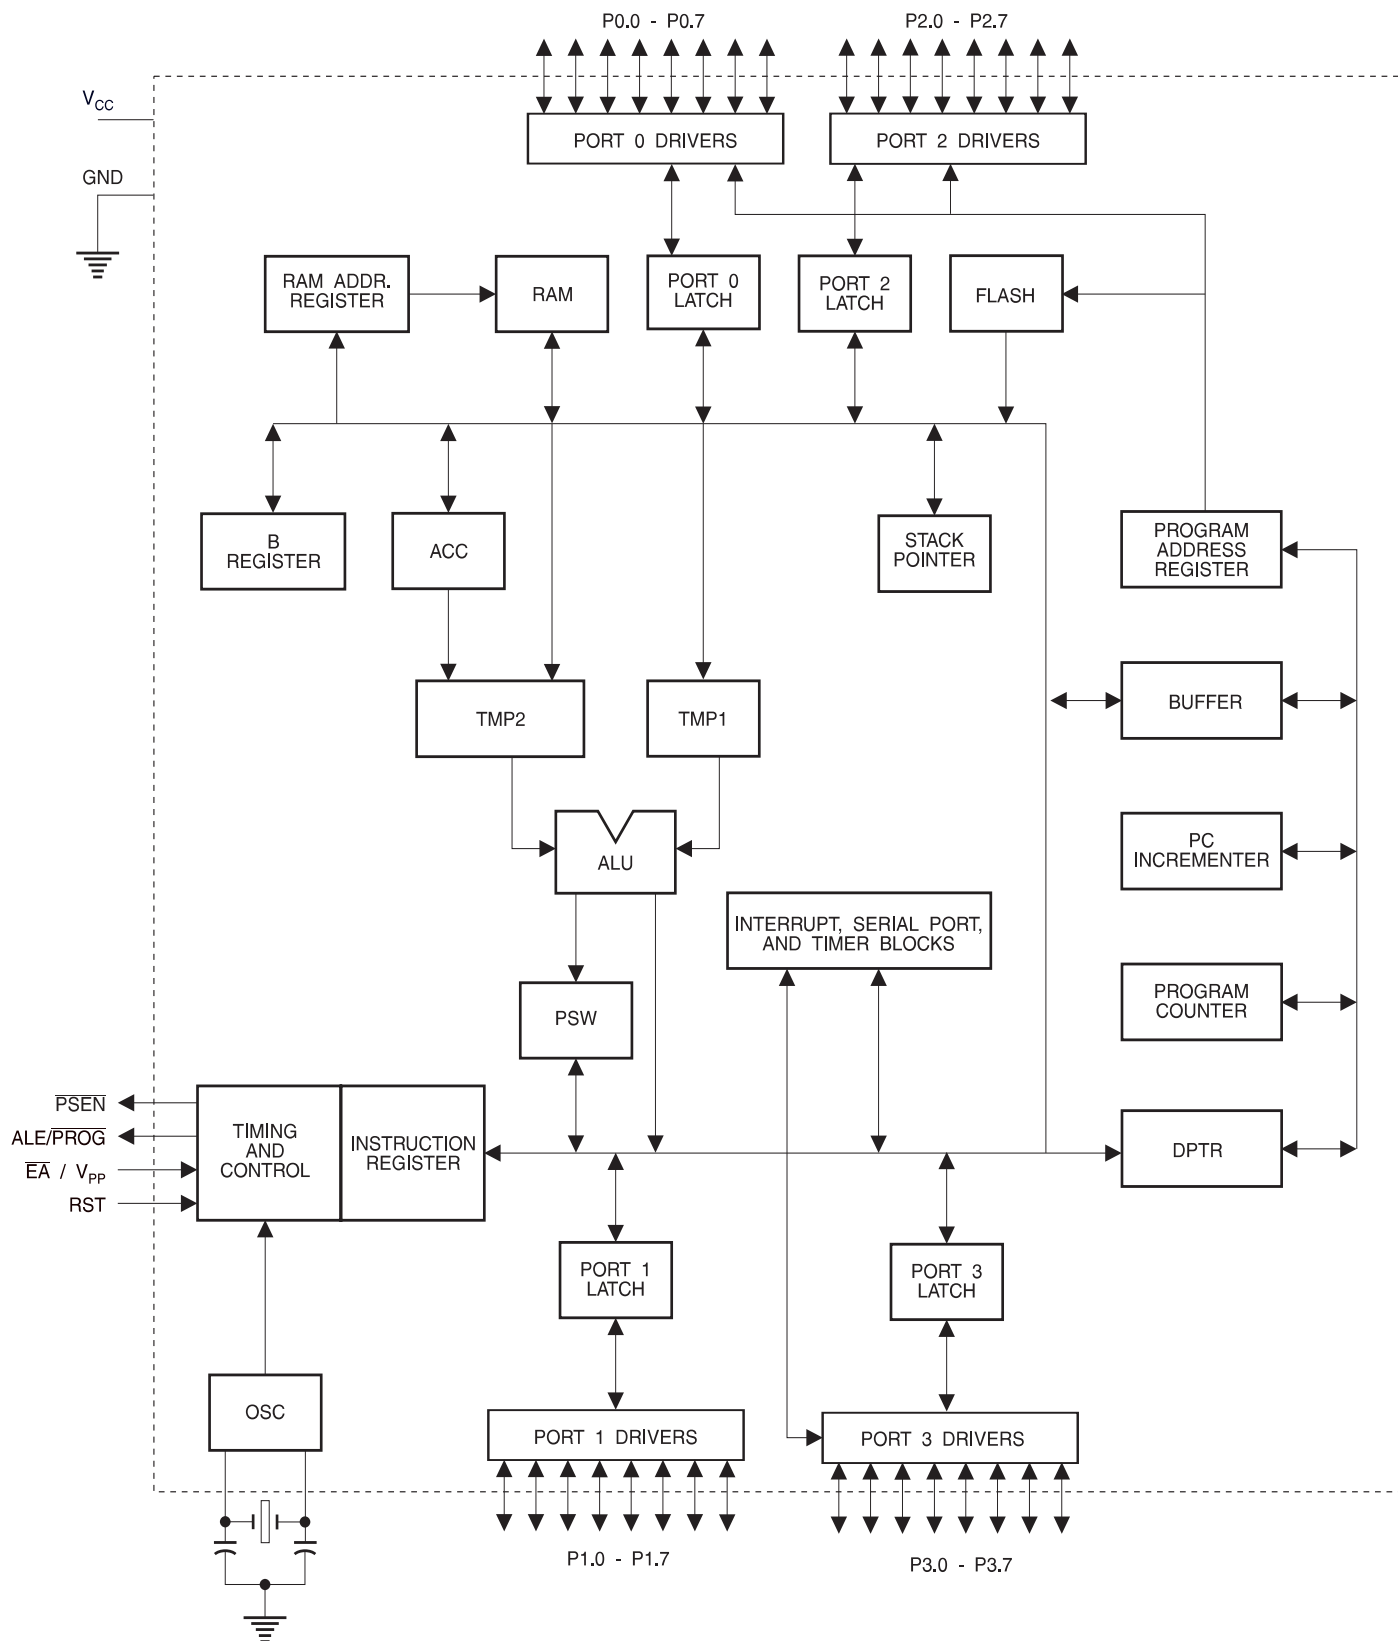 P0.0 - P0.7
P2.0 - P2.7
VCC
PORT 0 DRIVERS
PORT 2 DRIVERS
GND
RAM ADDR.
REGISTER
RAM
PORT 0
LATCH
PORT 2
LATCH
FLASH
B
REGISTER
ACC
STACK
POINTER
PROGRAM
ADDRESS
REGISTER
TMP2
TMP1
BUFFER
ALU
PC
INCREMENTER
INTERRUPT, SERIAL PORT,
AND TIMER BLOCKS
PSW
PROGRAM
COUNTER
PSEN
ALE/PROG
EA / VPP
RST
TIMING
AND
CONTROL
INSTRUCTION
REGISTER
DPTR
PORT 1
LATCH
PORT 3
LATCH
OSC
PORT 1 DRIVERS
PORT 3 DRIVERS
P1.0 - P1.7
P3.0 - P3.7